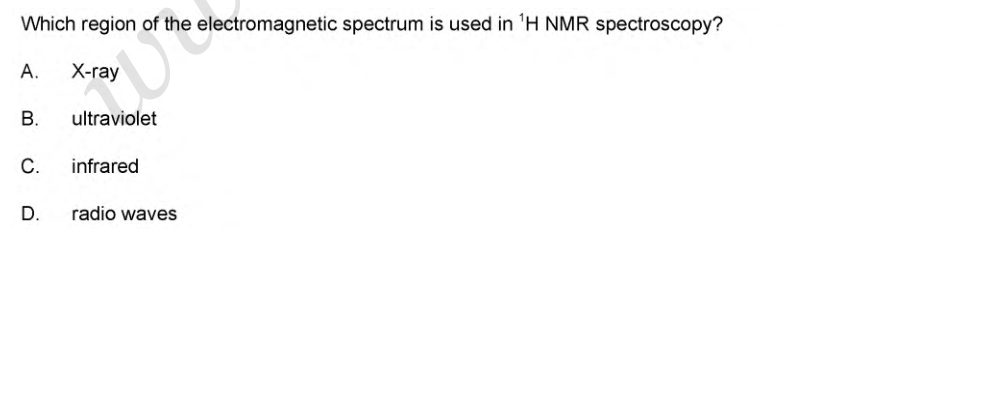 Which region of the electromagnetic spectrum is used in ¹H NMR spectroscopy?
A. X-ray
B. ultraviolet
C. infrared
D. radio waves